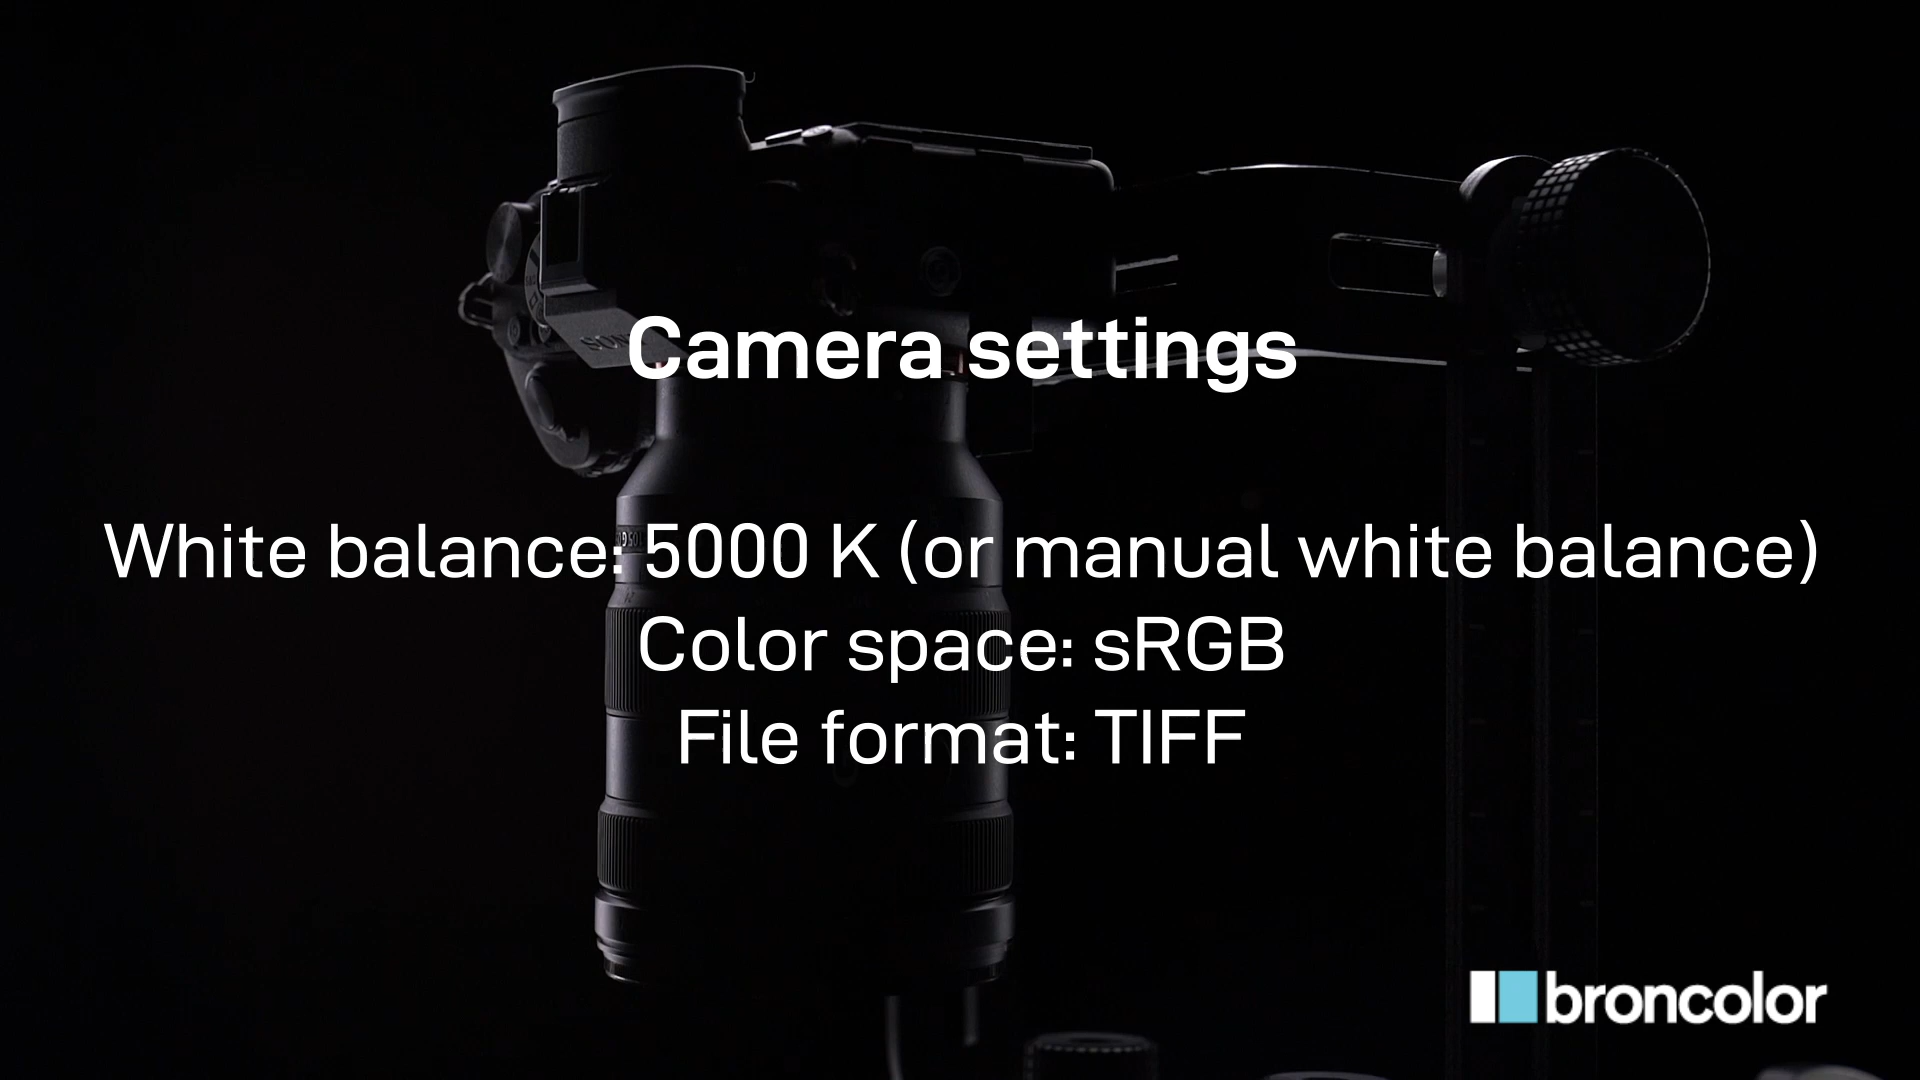 Camera settings
White balance: 5000 K (or manual white balance)
Color space: sRGB
File format: TIFF
broncolor